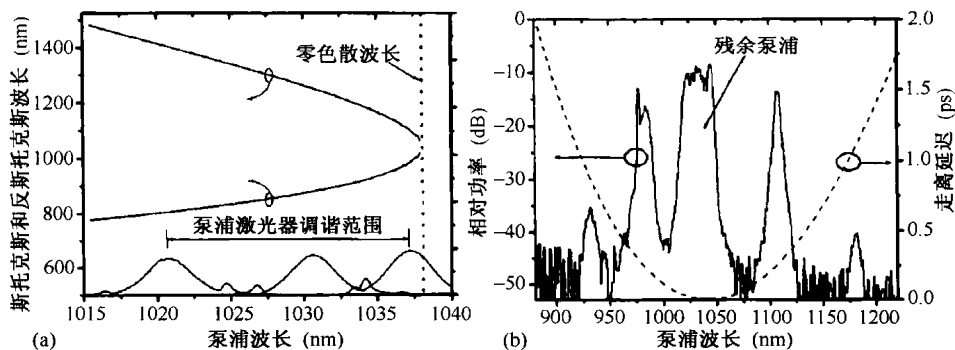 斯托克斯和反斯托克斯波长 (nm)
1400
1200
1000
800
600
零色散波长
泵浦激光器调谐范围
1015 1020 1025 1030 1035 1040
(a) 泵浦波长 (nm)
相对功率 (dB)
0
-10
-20
-30
-40
-50
残余泵浦
2.0
1.5
1.0
0.5
0.0
走离延迟 (ps)
900 950 1000 1050 1100 1150 1200
(b) 泵浦波长 (nm)